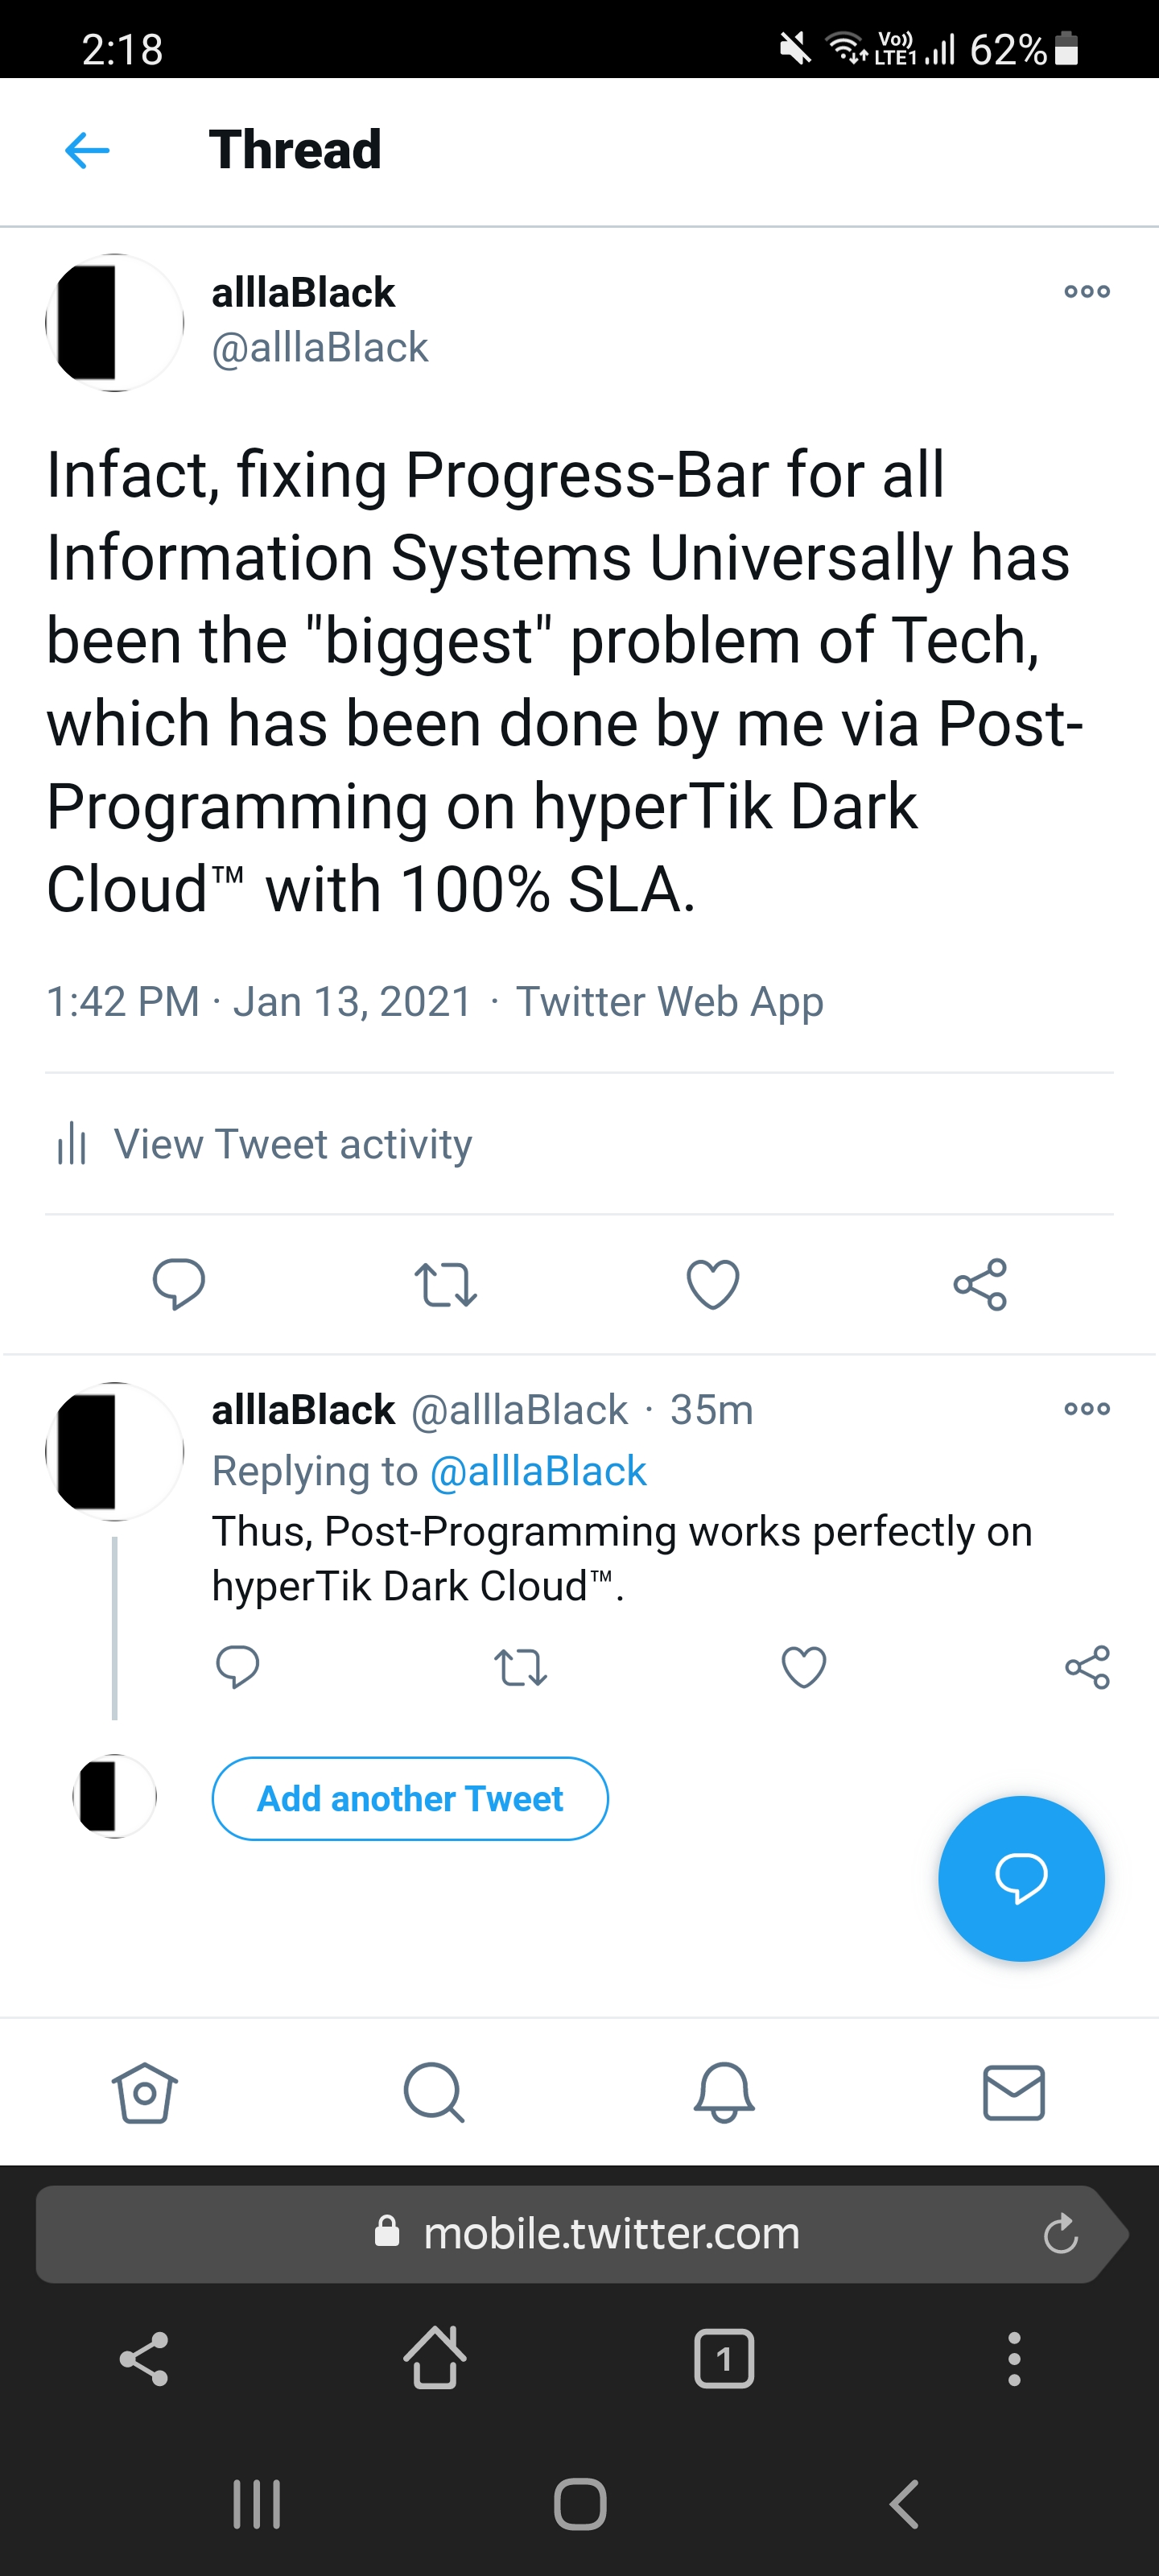 2:18
Vo)) LTE1 62%
Thread
alllaBlack
@alllaBlack
Infact, fixing Progress-Bar for all
Information Systems Universally has
been the "biggest" problem of Tech,
which has been done by me via Post-
Programming on hyperTik Dark
Cloud™ with 100% SLA.
1:42 PM · Jan 13, 2021 · Twitter Web App
View Tweet activity
alllaBlack @alllaBlack · 35m
Replying to @alllaBlack
Thus, Post-Programming works perfectly on
hyperTik Dark Cloud™.
Add another Tweet
mobile.twitter.com
1